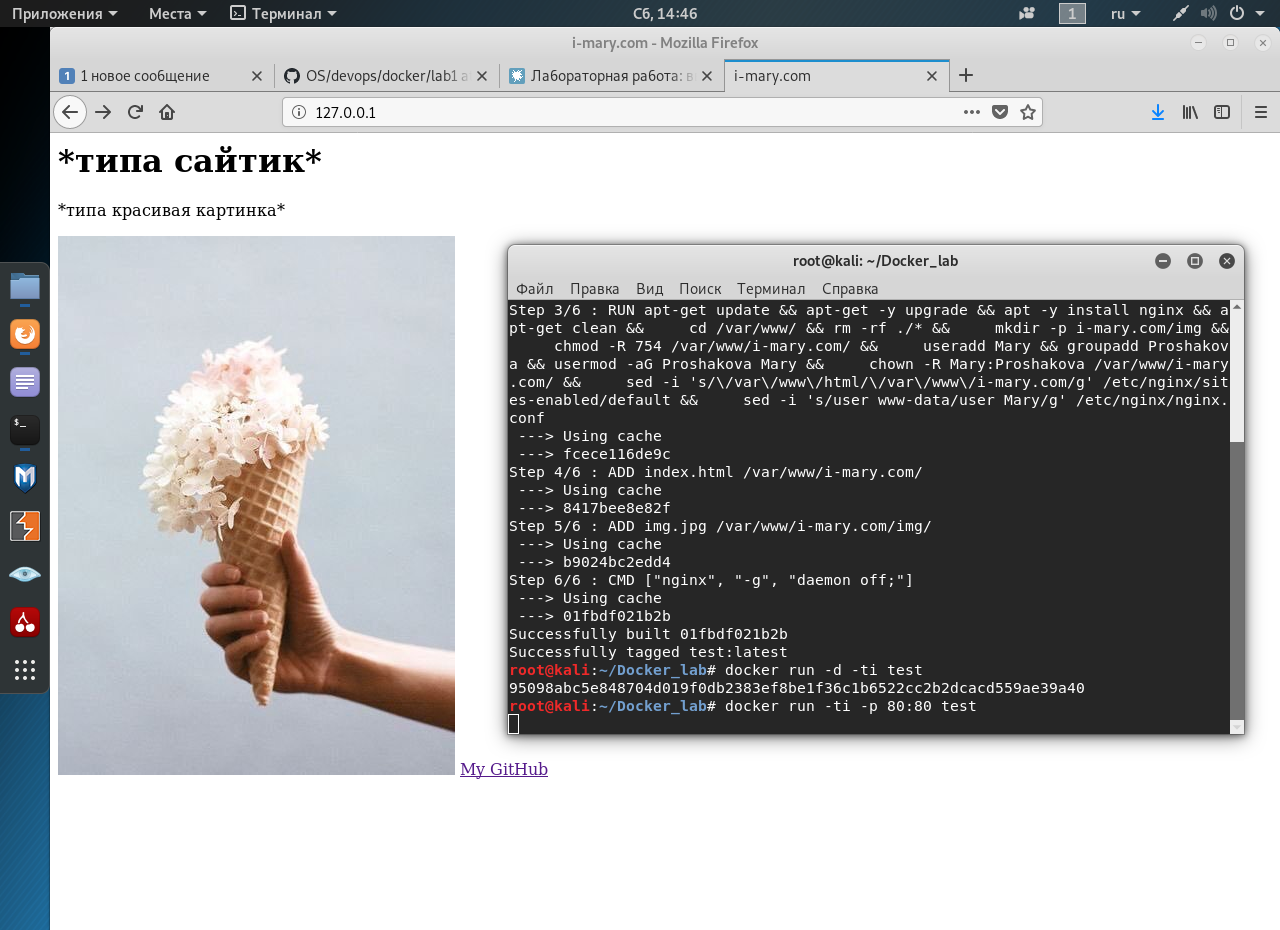 Приложения Места Терминал Сб, 14:46 1 ru
i-mary.com - Mozilla Firefox
1 1 новое сообщение OS/devops/docker/lab1 Лабораторная работа: i-mary.com
127.0.0.1
*типа сайтик*
*типа красивая картинка*
root@kali: ~/Docker_lab
Файл Правка Вид Поиск Терминал Справка
Step 3/6 : RUN apt-get update && apt-get -y upgrade && apt -y install nginx && a
pt-get clean &&     cd /var/www/ && rm -rf ./* &&     mkdir -p i-mary.com/img &&
     chmod -R 754 /var/www/i-mary.com/ &&     useradd Mary && groupadd Proshakov
a && usermod -aG Proshakova Mary &&     chown -R Mary:Proshakova /var/www/i-mary
.com/ &&     sed -i 's/\/var\/www\/html/\/var\/www\/i-mary.com/g' /etc/nginx/sit
es-enabled/default &&     sed -i 's/user www-data/user Mary/g' /etc/nginx/nginx.
conf
 ---> Using cache
 ---> fcece116de9c
Step 4/6 : ADD index.html /var/www/i-mary.com/
 ---> Using cache
 ---> 8417bee8e82f
Step 5/6 : ADD img.jpg /var/www/i-mary.com/img/
 ---> Using cache
 ---> b9024bc2edd4
Step 6/6 : CMD ["nginx", "-g", "daemon off;"]
 ---> Using cache
 ---> 01fbdf021b2b
Successfully built 01fbdf021b2b
Successfully tagged test:latest
root@kali:~/Docker_lab# docker run -d -ti test
95098abc5e848704d019f0db2383ef8be1f36c1b6522cc2b2dcacd559ae39a40
root@kali:~/Docker_lab# docker run -ti -p 80:80 test
My GitHub